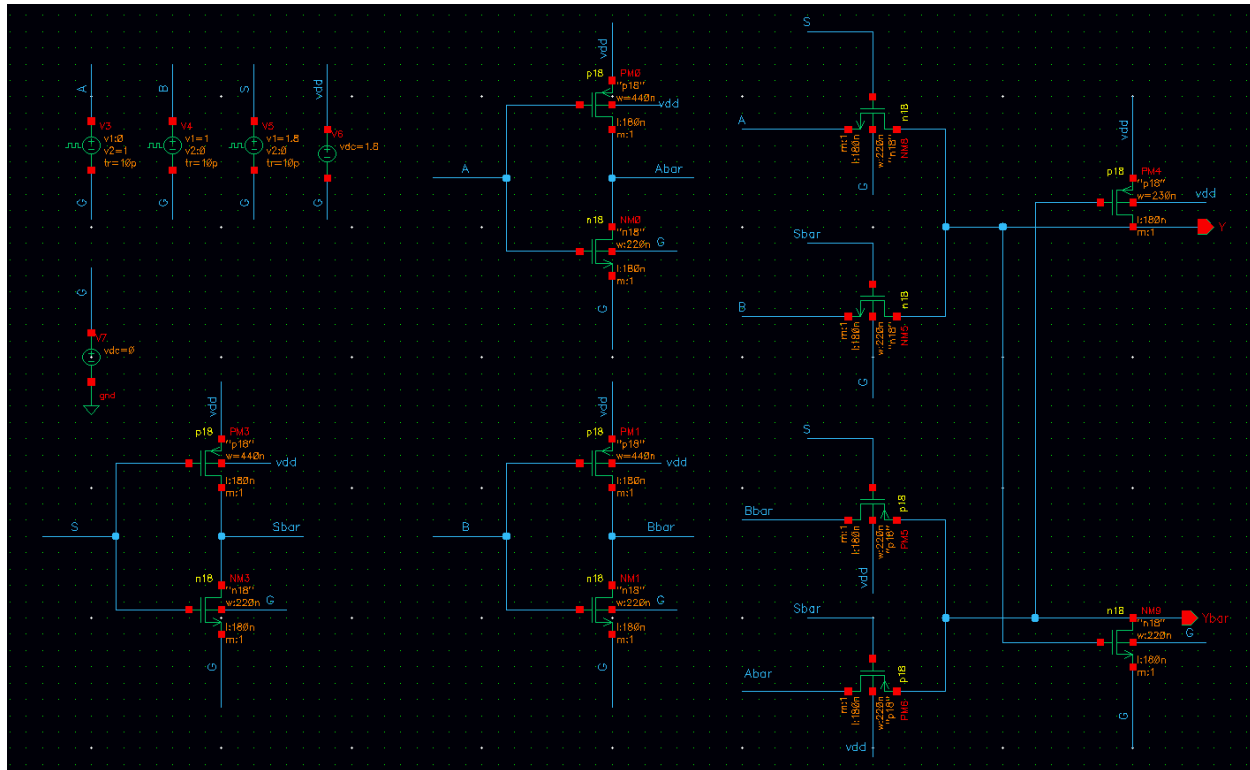 A
V3
v1:0
v2=1
tr=10p
G
B
V4
v1=1
v2:0
tr=10p
G
S
V5
v1=1.8
v2:0
tr=10p
G
vdd
V6
vdc=1.8
G
G
V7
vdc=0
gnd
vdd
p18
PM0
"p18"
w=440n
vdd
l:180n
m:1
A
Abar
n18
NM0
"n18"
w:220n
G
l:180n
m:1
G
S
A
n18
m:1
l:180n
w:220n
"n18"
G
Sbar
B
n18
m:1
l:180n
w:220n
"n18"
G
vdd
p18
PM4
"p18"
w=230n
vdd
l:180n
m:1
Y
vdd
p18
PM3
"p18"
w=440n
vdd
l:180n
m:1
S
Sbar
n18
NM3
"n18"
w:220n
G
l:180n
m:1
G
vdd
p18
PM1
"p18"
w=440n
vdd
l:180n
m:1
B
Bbar
n18
NM1
"n18"
w:220n
G
l:180n
m:1
G
S
Bbar
p18
m:1
l:180n
w:220n
"p18"
PM5
vdd
Sbar
Abar
p18
m:1
l:180n
w:220n
"p18"
PM6
vdd
n18
"n18"
w:220n
Ybar
G
l:180n
m:1
G